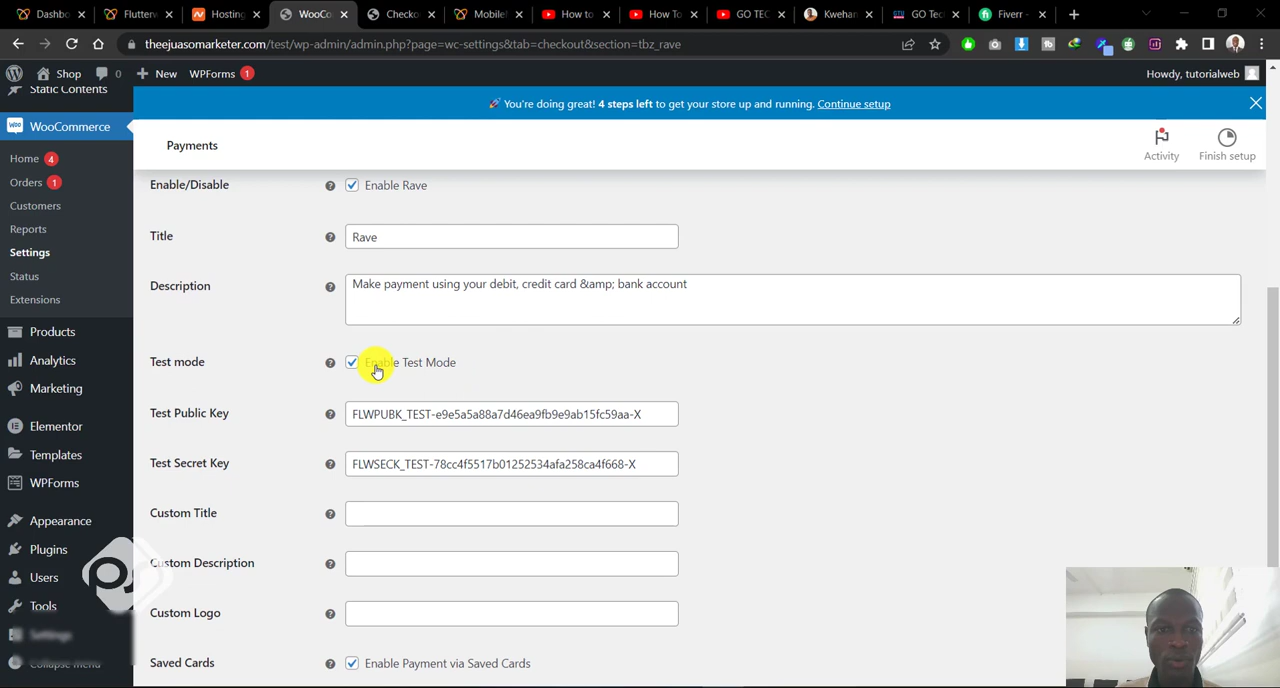 Dashbo
Flutterw
Hosting
WooCo
Checko
Mobile
How to
How To
GO TEC
Kwehan
GO Tec
Fiverr -
theejuasomarketer.com/test/wp-admin/admin.php?page=wc-settings&tab=checkout&section=tbz_rave
Shop
0
New
WPForms
1
Howdy, tutorialweb
Static Contents
🚀 You're doing great! 4 steps left to get your store up and running. Continue setup
WooCommerce
Payments
Activity
Finish setup
Home 4
Orders 1
Customers
Reports
Settings
Status
Extensions
Products
Analytics
Marketing
Elementor
Templates
WPForms
Appearance
Plugins
Users
Tools
Settings
Collapse menu
Enable/Disable
Enable Rave
Title
Rave
Description
Make payment using your debit, credit card &amp; bank account
Test mode
Enable Test Mode
Test Public Key
FLWPUBK_TEST-e9e5a5a88a7d46ea9fb9e9ab15fc59aa-X
Test Secret Key
FLWSECK_TEST-78cc4f5517b01252534afa258ca4f668-X
Custom Title
Custom Description
Custom Logo
Saved Cards
Enable Payment via Saved Cards